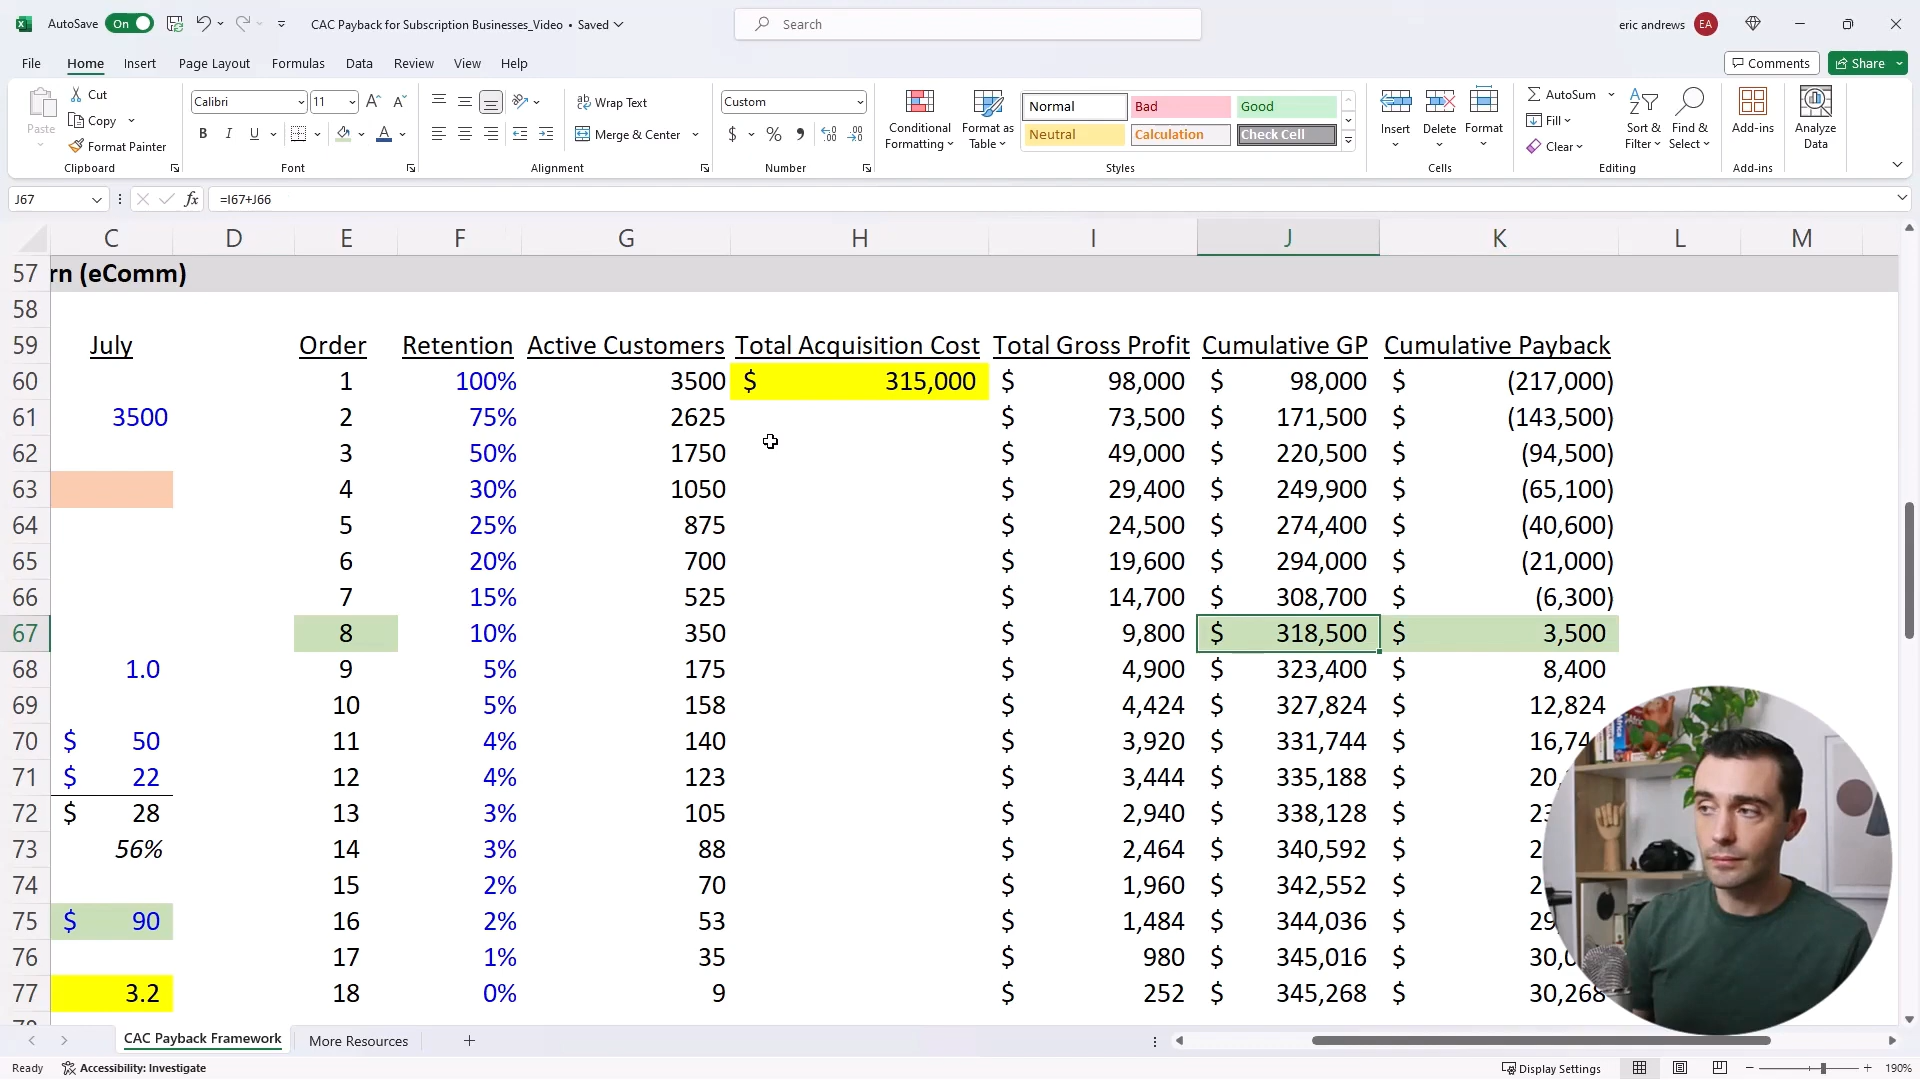 AutoSave On CAC Payback for Subscription Businesses_Video • Saved Search eric andrews EA
File Home Insert Page Layout Formulas Data Review View Help Comments Share
Paste Cut Copy Format Painter Clipboard
Calibri 11 B I U A Font
Wrap Text Merge & Center Alignment
Custom $ % , Number
Conditional Formatting Format as Table Normal Bad Good Neutral Calculation Check Cell Styles
Insert Delete Format Cells
AutoSum Fill Clear Sort & Filter Find & Select Editing
Add-ins Add-ins
Analyze Data
J67 fx =I67+J66
C D E F G H I J K L M
57 rn (eComm)
58
59 July Order Retention Active Customers Total Acquisition Cost Total Gross Profit Cumulative GP Cumulative Payback
60 1 100% 3500 $ 315,000 $ 98,000 $ 98,000 $ (217,000)
61 3500 2 75% 2625 $ 73,500 $ 171,500 $ (143,500)
62 3 50% 1750 $ 49,000 $ 220,500 $ (94,500)
63 4 30% 1050 $ 29,400 $ 249,900 $ (65,100)
64 5 25% 875 $ 24,500 $ 274,400 $ (40,600)
65 6 20% 700 $ 19,600 $ 294,000 $ (21,000)
66 7 15% 525 $ 14,700 $ 308,700 $ (6,300)
67 8 10% 350 $ 9,800 $ 318,500 $ 3,500
68 1.0 9 5% 175 $ 4,900 $ 323,400 $ 8,400
69 10 5% 158 $ 4,424 $ 327,824 $ 12,824
70 $ 50 11 4% 140 $ 3,920 $ 331,744 $
71 $ 22 12 4% 123 $ 3,444 $ 335,188 $
72 $ 28 13 3% 105 $ 2,940 $ 338,128 $
73 56% 14 3% 88 $ 2,464 $ 340,592 $
74 15 2% 70 $ 1,960 $ 342,552 $
75 $ 90 16 2% 53 $ 1,484 $ 344,036 $
76 17 1% 35 $ 980 $ 345,016 $
77 3.2 18 0% 9 $ 252 $ 345,268 $ 30,268
CAC Payback Framework More Resources
Ready Accessibility: Investigate Display Settings 190%